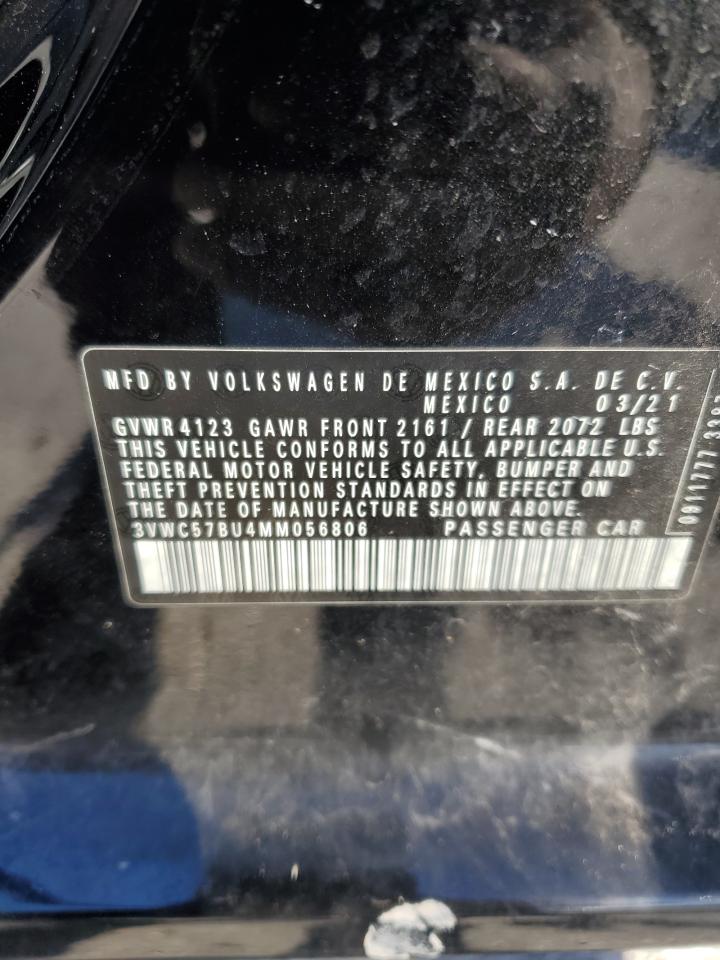 MFD BY VOLKSWAGEN DE MEXICO S.A. DE C.V.
MEXICO 03/21
GVWR 4123 GAWR FRONT 2161 / REAR 2072 LBS
THIS VEHICLE CONFORMS TO ALL APPLICABLE U.S.
FEDERAL MOTOR VEHICLE SAFETY, BUMPER AND
THEFT PREVENTION STANDARDS IN EFFECT ON
THE DATE OF MANUFACTURE SHOWN ABOVE.
3VWC57BU4MM056806 PASSENGER CAR